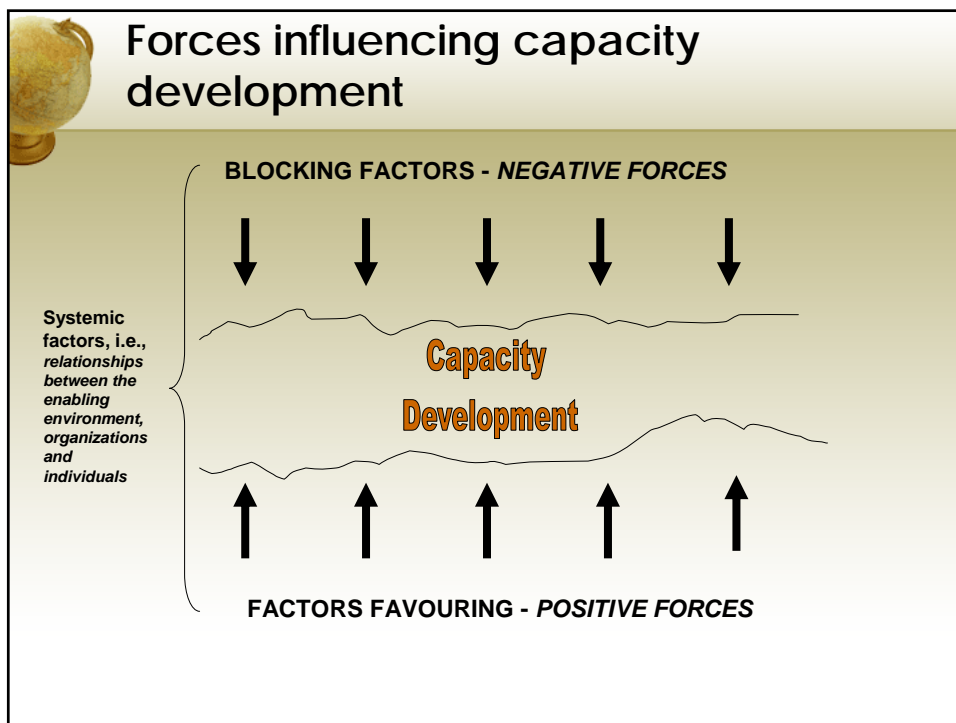 Forces influencing capacity
development
BLOCKING FACTORS - NEGATIVE FORCES
Systemic
factors, i.e.,
relationships
between the
enabling
environment,
organizations
and
individuals
Capacity
Development
FACTORS FAVOURING - POSITIVE FORCES